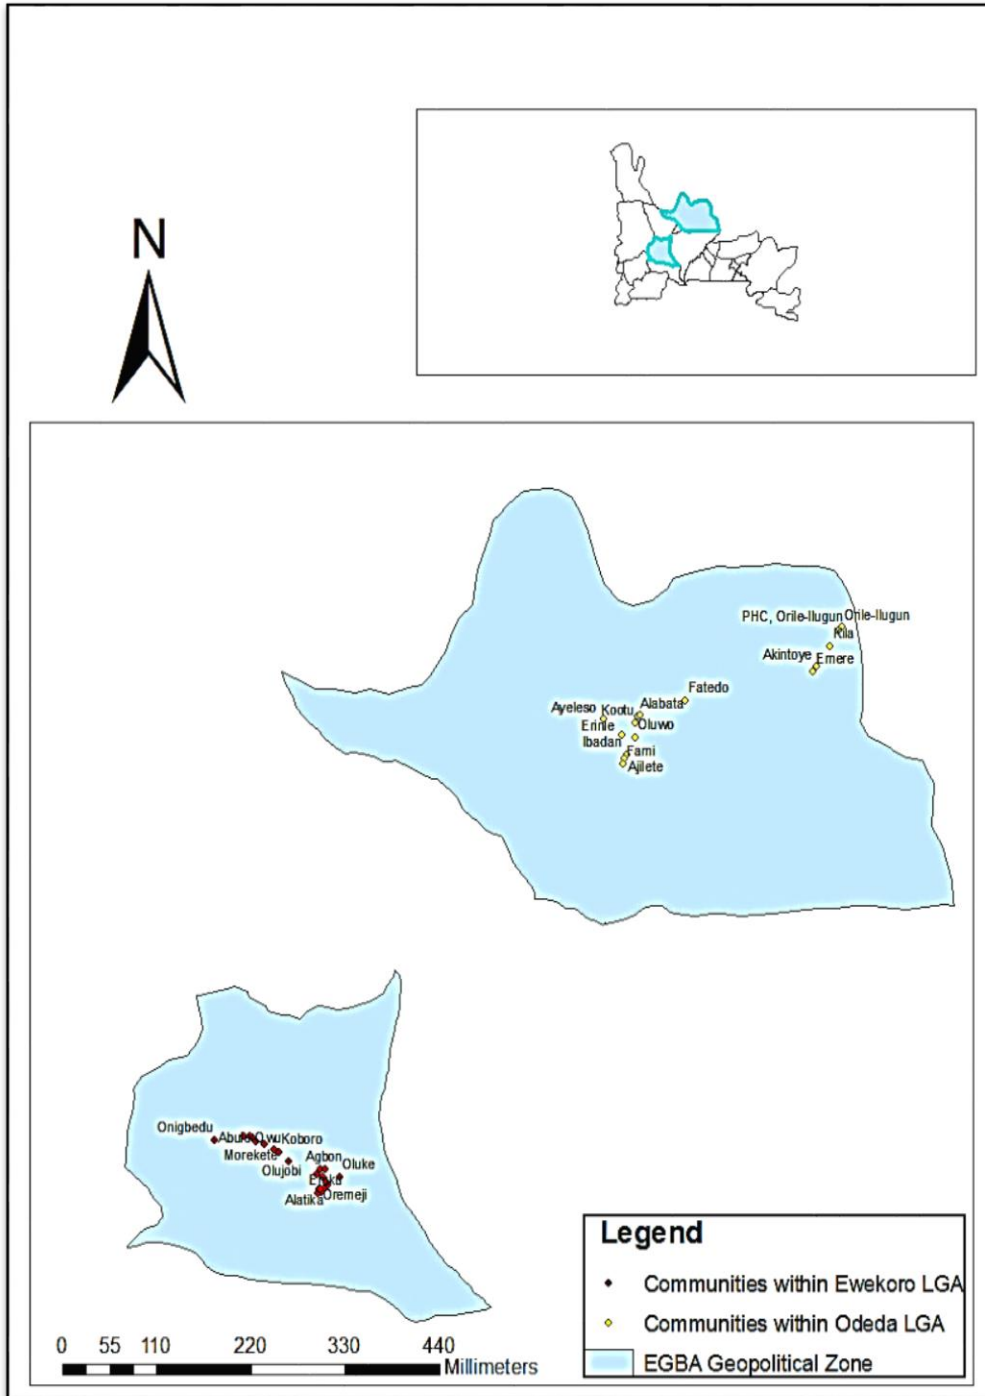 N
PHC, Orile-Ilugun Orile-Ilugun
Kila
Akintoye Emere
Fatedo
Ayeleso Kootu Alabata
Erinle Oluwo
Ibadan
Fami
Ajilete
Onigbedu Owu Koboro
Morekete Agbon Oluke
Olujobi
Alatika Oremeji
Legend
Communities within Ewekoro LGA
Communities within Odeda LGA
EGBA Geopolitical Zone
0 55 110 220 330 440
Millimeters